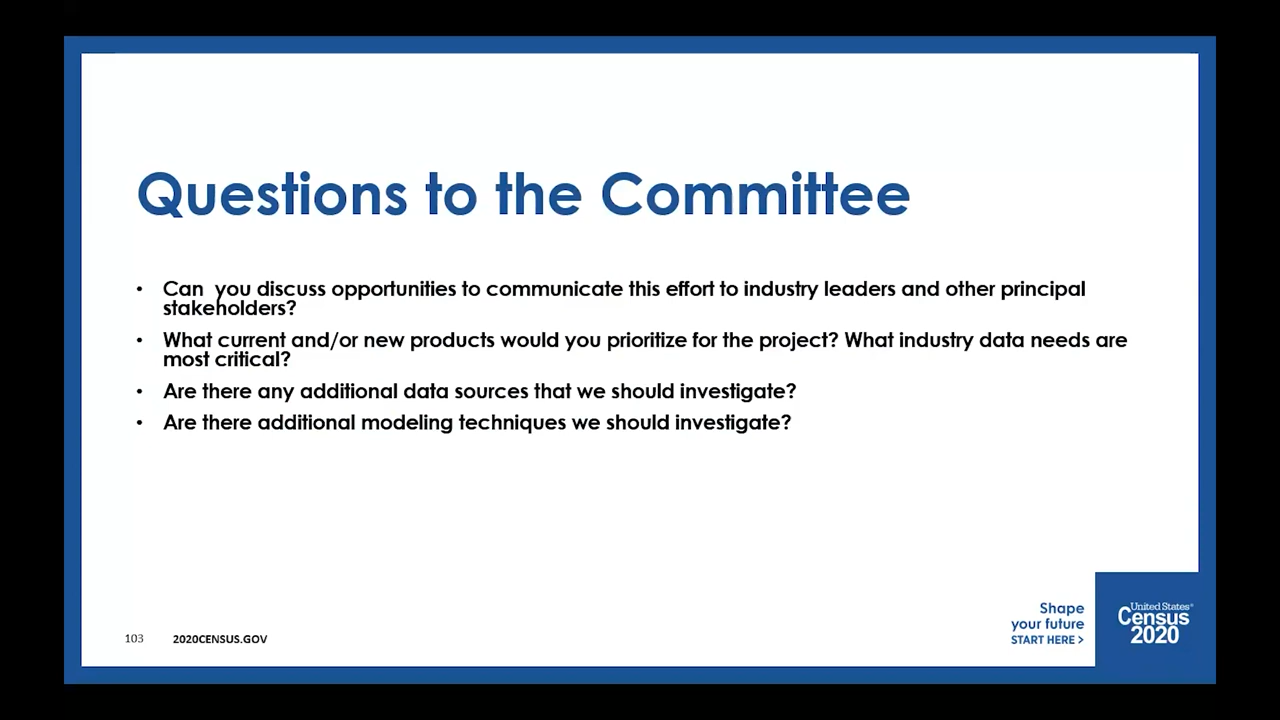 Questions to the Committee
• Can  you discuss opportunities to communicate this effort to industry leaders and other principal
stakeholders?
• What current and/or new products would you prioritize for the project? What industry data needs are
most critical?
• Are there any additional data sources that we should investigate?
• Are there additional modeling techniques we should investigate?
Shape
your future
START HERE >
United States®
Census
2020
103
2020CENSUS.GOV